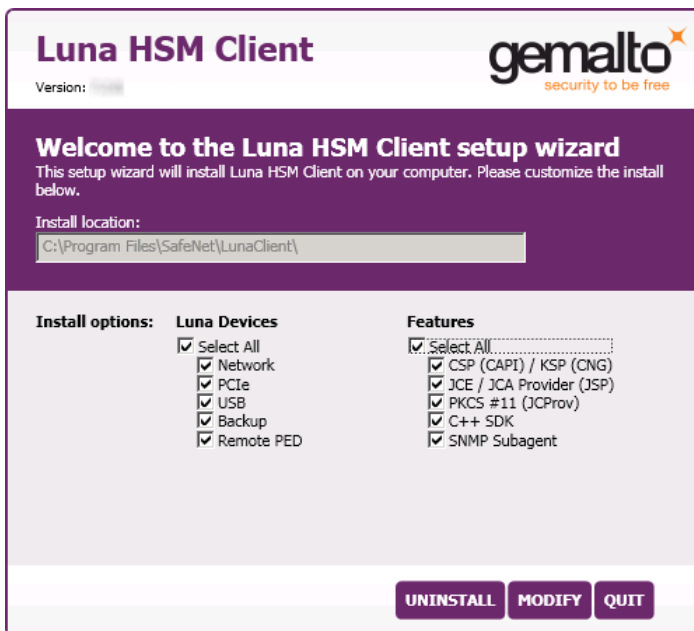 Luna HSM Client
gemalto
security to be free
Version:
Welcome to the Luna HSM Client setup wizard
This setup wizard will install Luna HSM Client on your computer. Please customize the install
below.
Install location:
C:\Program Files\SafeNet\LunaClient\
Install options:
Luna Devices
Select All
Network
PCIe
USB
Backup
Remote PED
Features
Select All
CSP (CAPI) / KSP (CNG)
JCE / JCA Provider (JSP)
PKCS #11 (JCProv)
C++ SDK
SNMP Subagent
UNINSTALL
MODIFY
QUIT